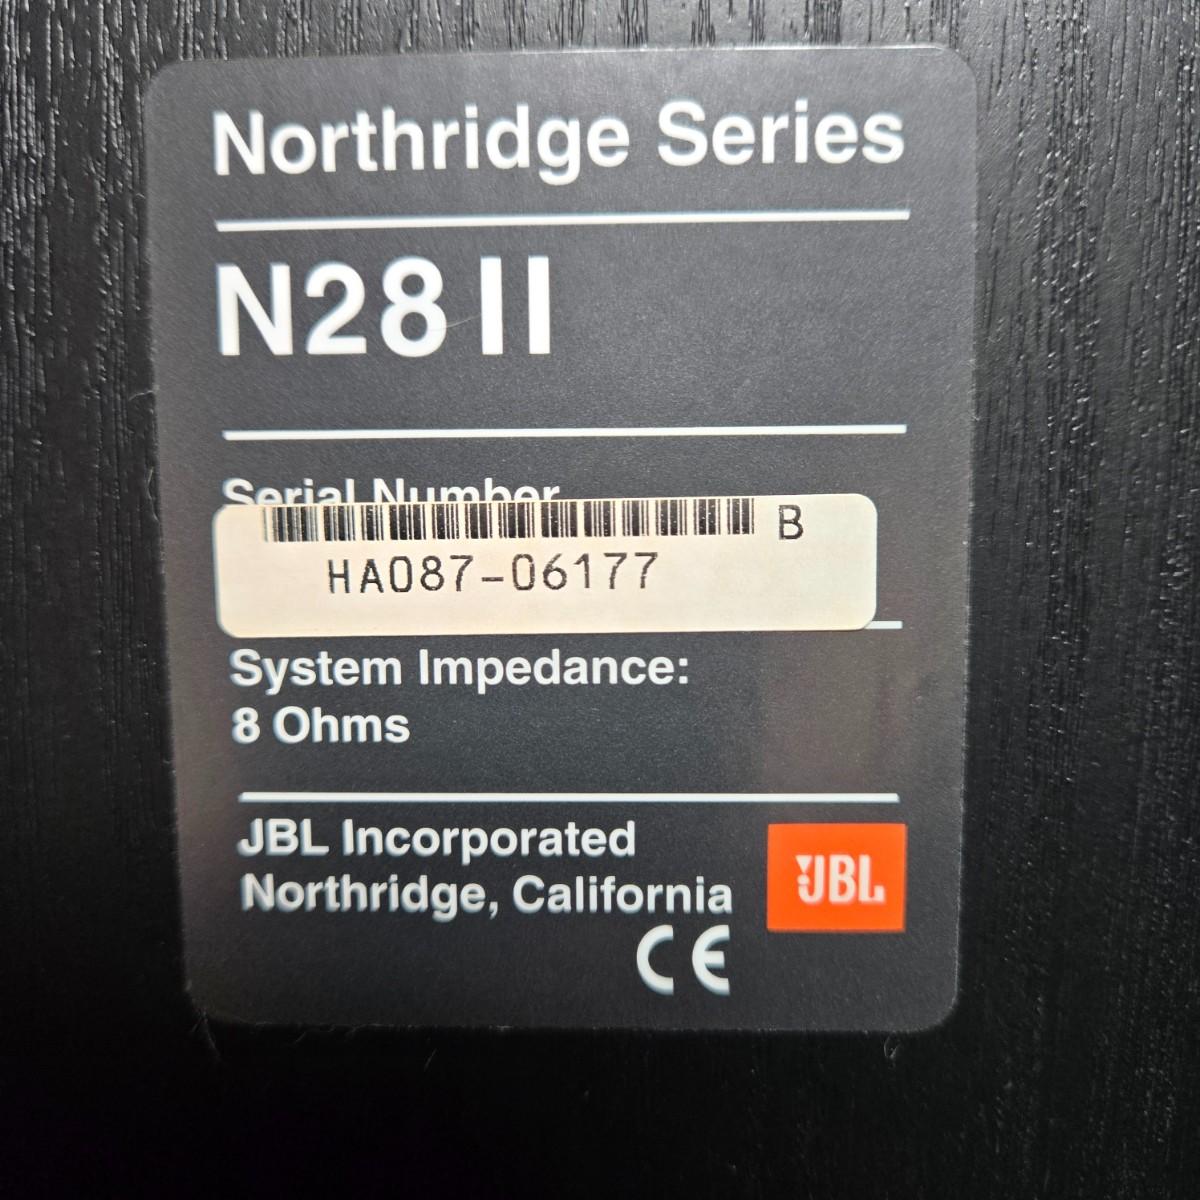 Northridge Series
N28 II
Serial Number
B
HA087-06177
System Impedance:
8 Ohms
JBL Incorporated
Northridge, California
JBL
CE